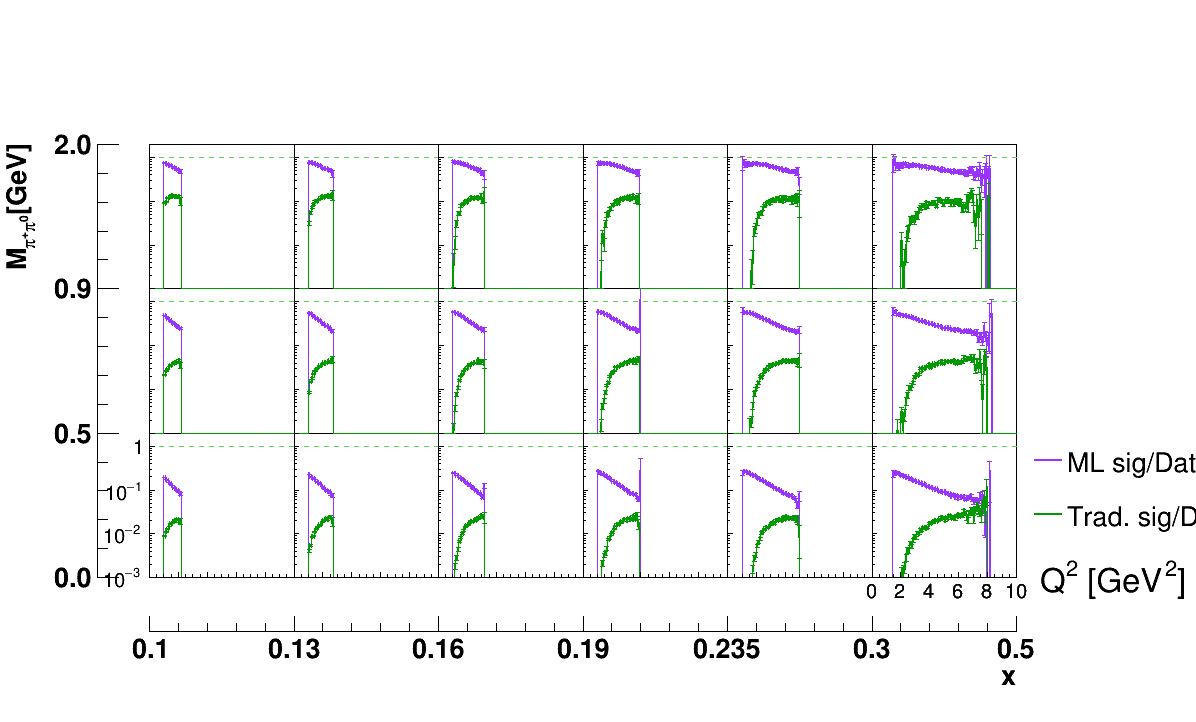 M_{π⁺π⁰} [GeV]
2.0
0.9
0.5
0.0
1
10⁻¹
10⁻²
10⁻³
ML sig/Dat
Trad. sig/D
0 2 4 6 8 10
Q² [GeV²]
0.1 0.13 0.16 0.19 0.235 0.3 0.5
x